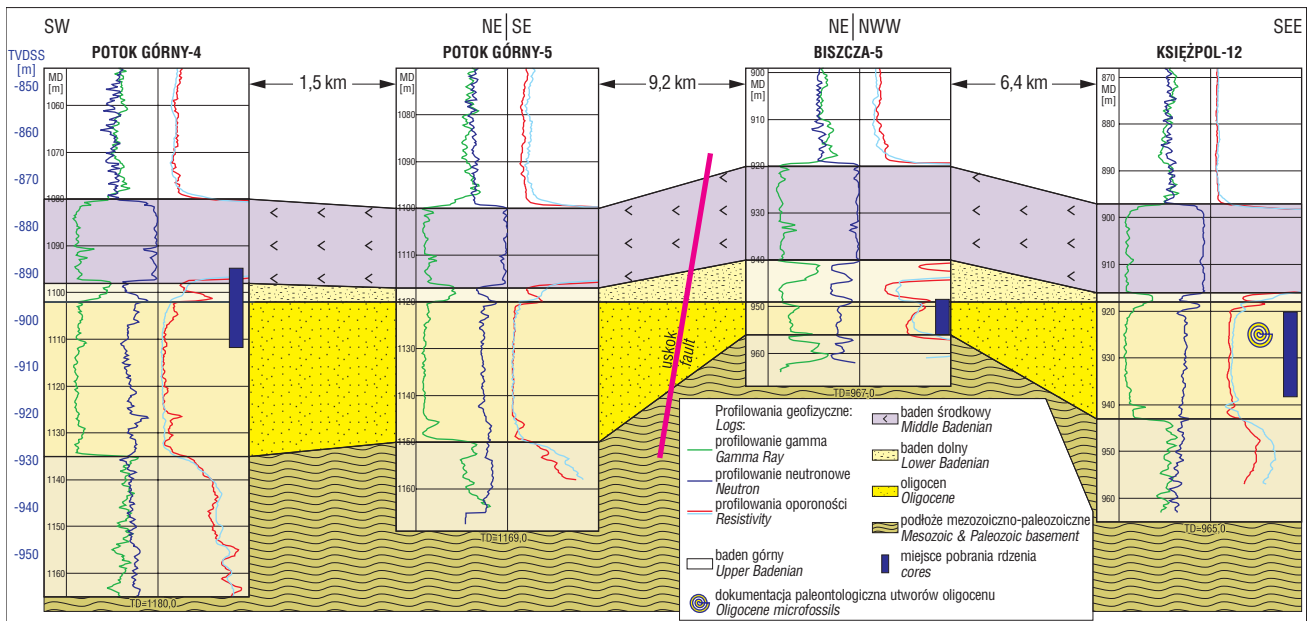 SW
NE
SE
NE
NWW
SEE
TVDSS
[m]
POTOK GÓRNY-4
POTOK GÓRNY-5
BISZCZA-5
KSIĘŻPOL-12
1,5 km
9,2 km
6,4 km
-850
-860
-870
-880
-890
-900
-910
-920
-930
-940
-950
MD
[m]
1060
1070
1080
1090
1100
1110
1120
1130
1140
1150
1160
TD=1180,0
MD
[m]
1080
1090
1100
1110
1120
1130
1140
1150
1160
TD=1169,0
900
MD
[m]
910
920
930
940
950
960
TD=967,0
870
MD
[m]
880
890
900
910
920
930
940
950
960
TD=965,0
uskok
fault
Profilowania geofizyczne:
Logs:
profilowanie gamma
Gamma Ray
profilowanie neutronowe
Neutron
profilowania oporoności
Resistivity
baden górny
Upper Badenian
baden środkowy
Middle Badenian
baden dolny
Lower Badenian
oligocen
Oligocene
podłoże mezozoiczno-paleozoiczne
Mesozoic & Paleozoic basement
miejsce pobrania rdzenia
cores
dokumentacja paleontologiczna utworów oligocenu
Oligocene microfossils